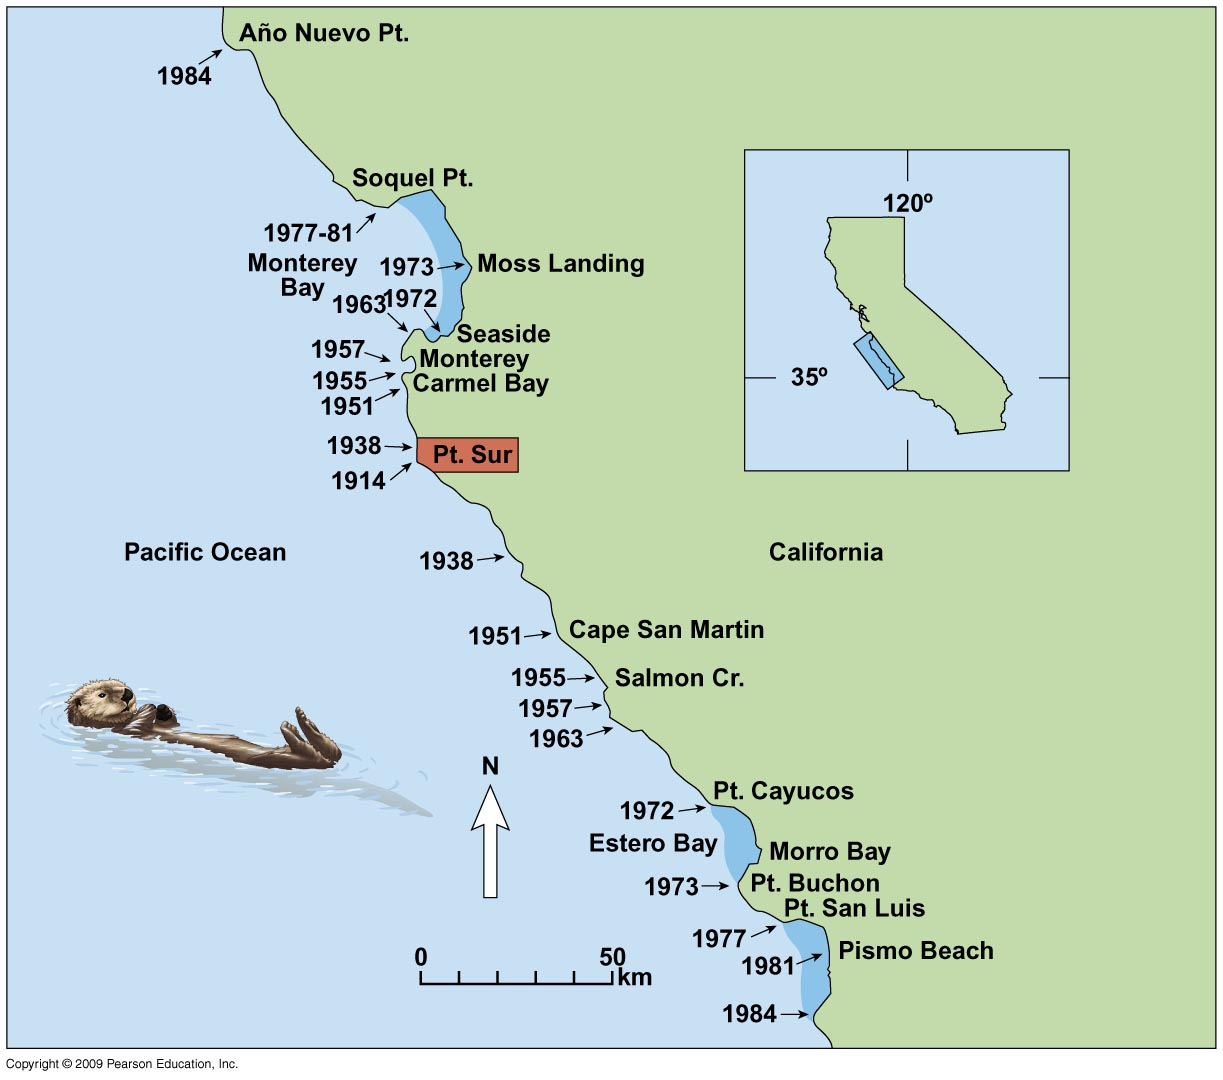 Año Nuevo Pt.
1984
Soquel Pt.
1977-81
Monterey
Bay
1973
Moss Landing
1963
1972
Seaside
1957
Monterey
1955
Carmel Bay
1951
1938
Pt. Sur
1914
Pacific Ocean
California
1938
1951
Cape San Martin
1955
Salmon Cr.
1957
1963
N
Pt. Cayucos
1972
Estero Bay
Morro Bay
1973
Pt. Buchon
Pt. San Luis
1977
Pismo Beach
1981
1984
0
50
km
120º
35º
Copyright © 2009 Pearson Education, Inc.